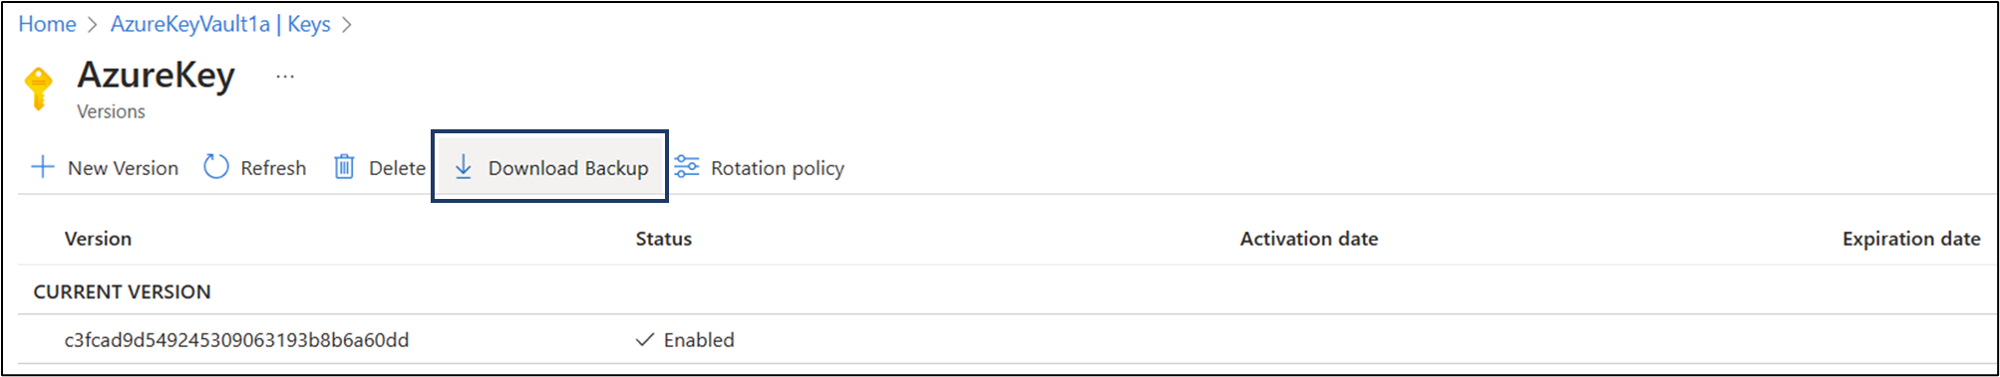 Home > AzureKeyVault1a | Keys >
AzureKey ...
Versions
New Version Refresh Delete Download Backup Rotation policy
Version Status Activation date Expiration date
CURRENT VERSION
c3fcad9d549245309063193b8b6a60dd Enabled